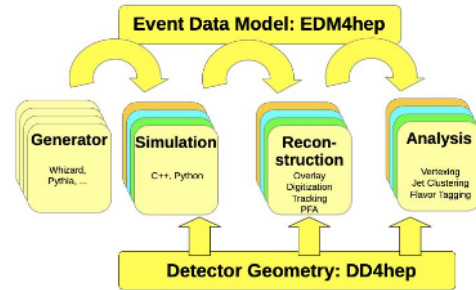 Event Data Model: EDM4hep
Generator
Whizard,
Pythia, ...
Simulation
C++, Python
Recon-
struction
Overlay
Digitization
Tracking
PFA
Analysis
Vertexing
Jet Clustering
Flavor Tagging
Detector Geometry: DD4hep